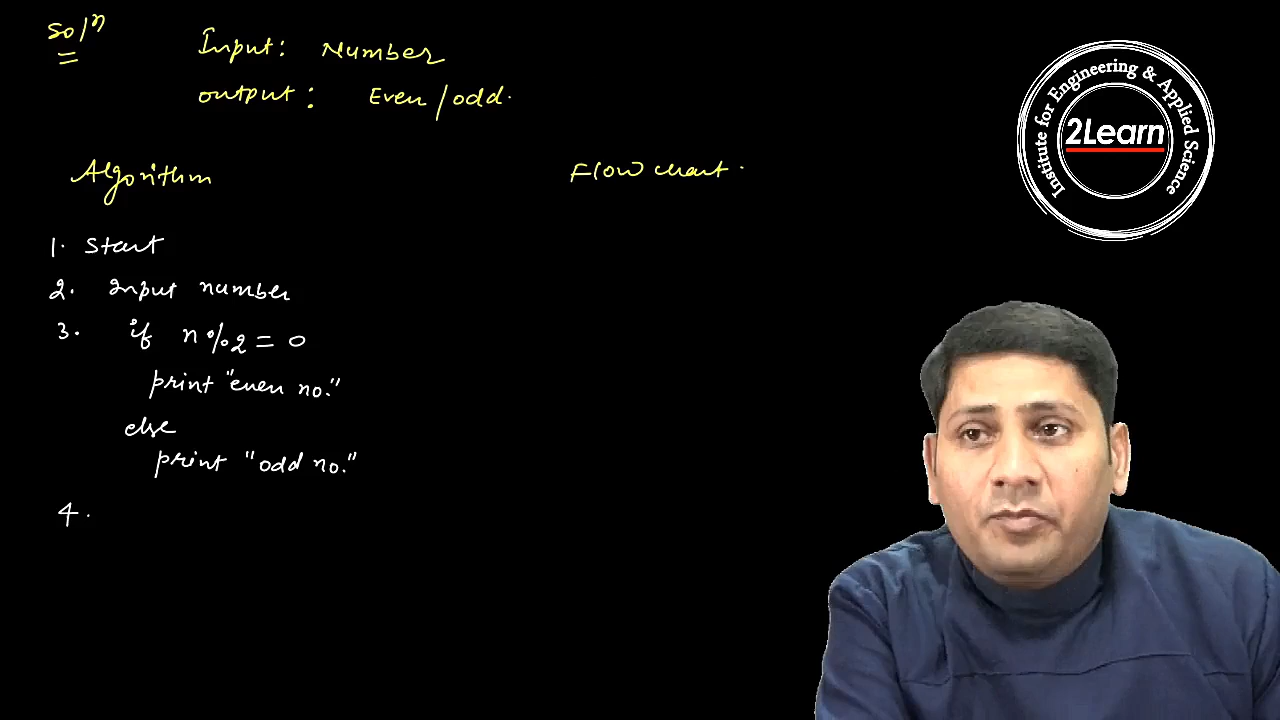 Soln
Input: Number
output: Even/odd.
Algorithm
Flow chart.
1. Start
2. Input number
3. if n%2 = 0
print "even no."
else
print "odd no."
4.
Institute for Engineering & Applied Science
2Learn